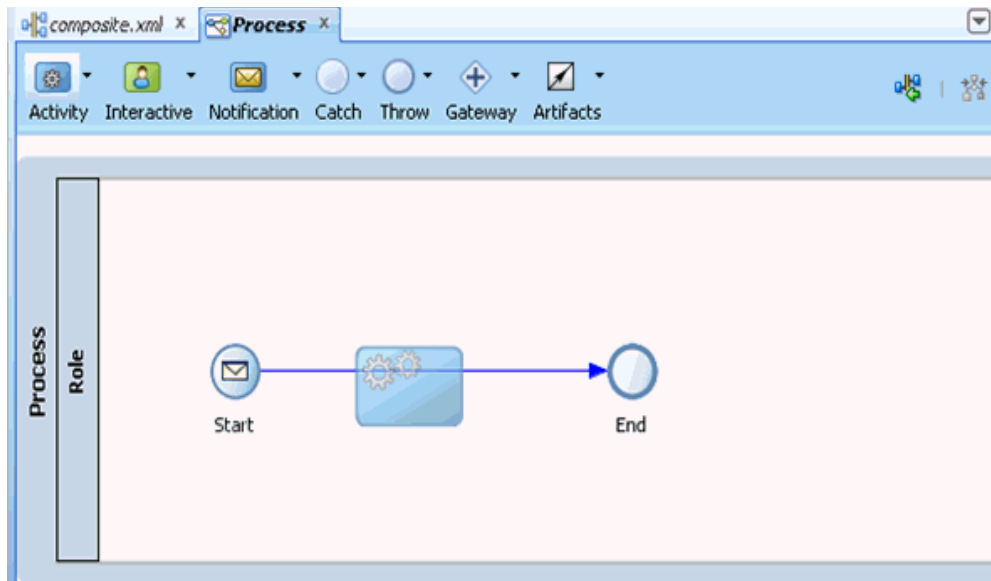 composite.xml x Process x
Activity Interactive Notification Catch Throw Gateway Artifacts
Process
Role
Start
End